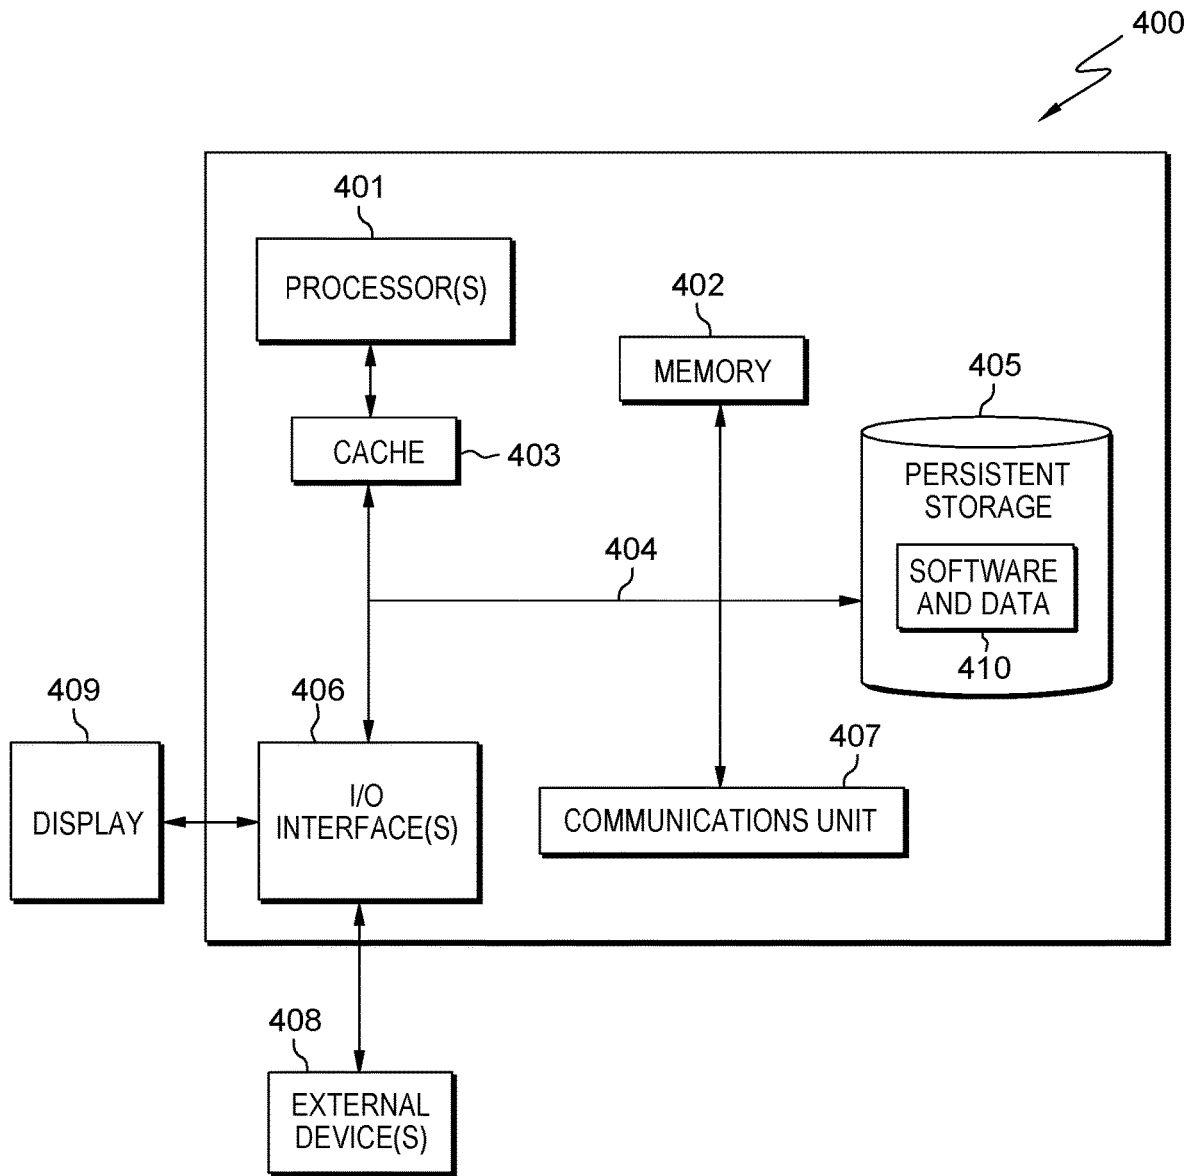 400
401
PROCESSOR(S)
402
MEMORY
405
CACHE
403
PERSISTENT
STORAGE
404
SOFTWARE
AND DATA
410
409
406
407
DISPLAY
I/O
INTERFACE(S)
COMMUNICATIONS UNIT
408
EXTERNAL
DEVICE(S)